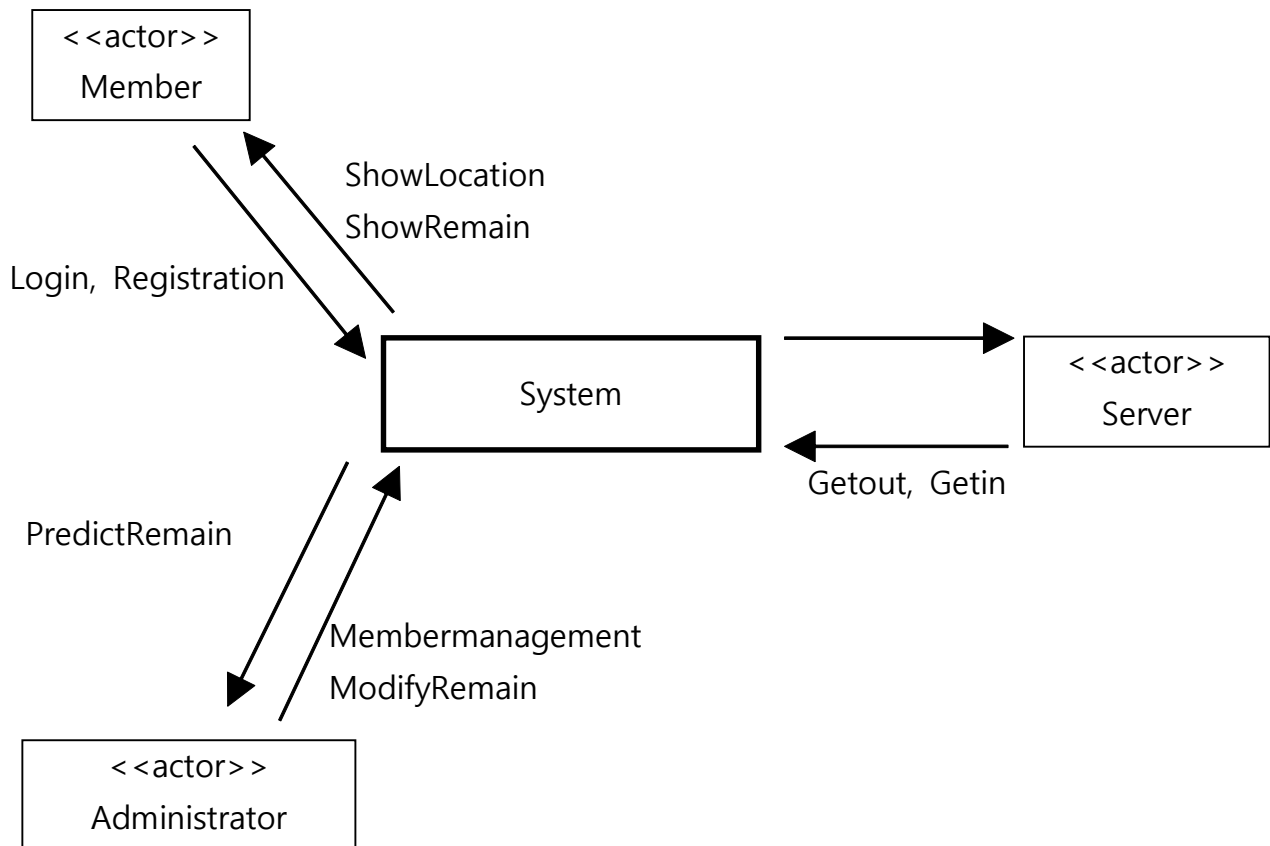 <<actor>>
Member
ShowLocation
ShowRemain
Login, Registration
System
<<actor>>
Server
Getout, Getin
PredictRemain
Membermanagement
ModifyRemain
<<actor>>
Administrator